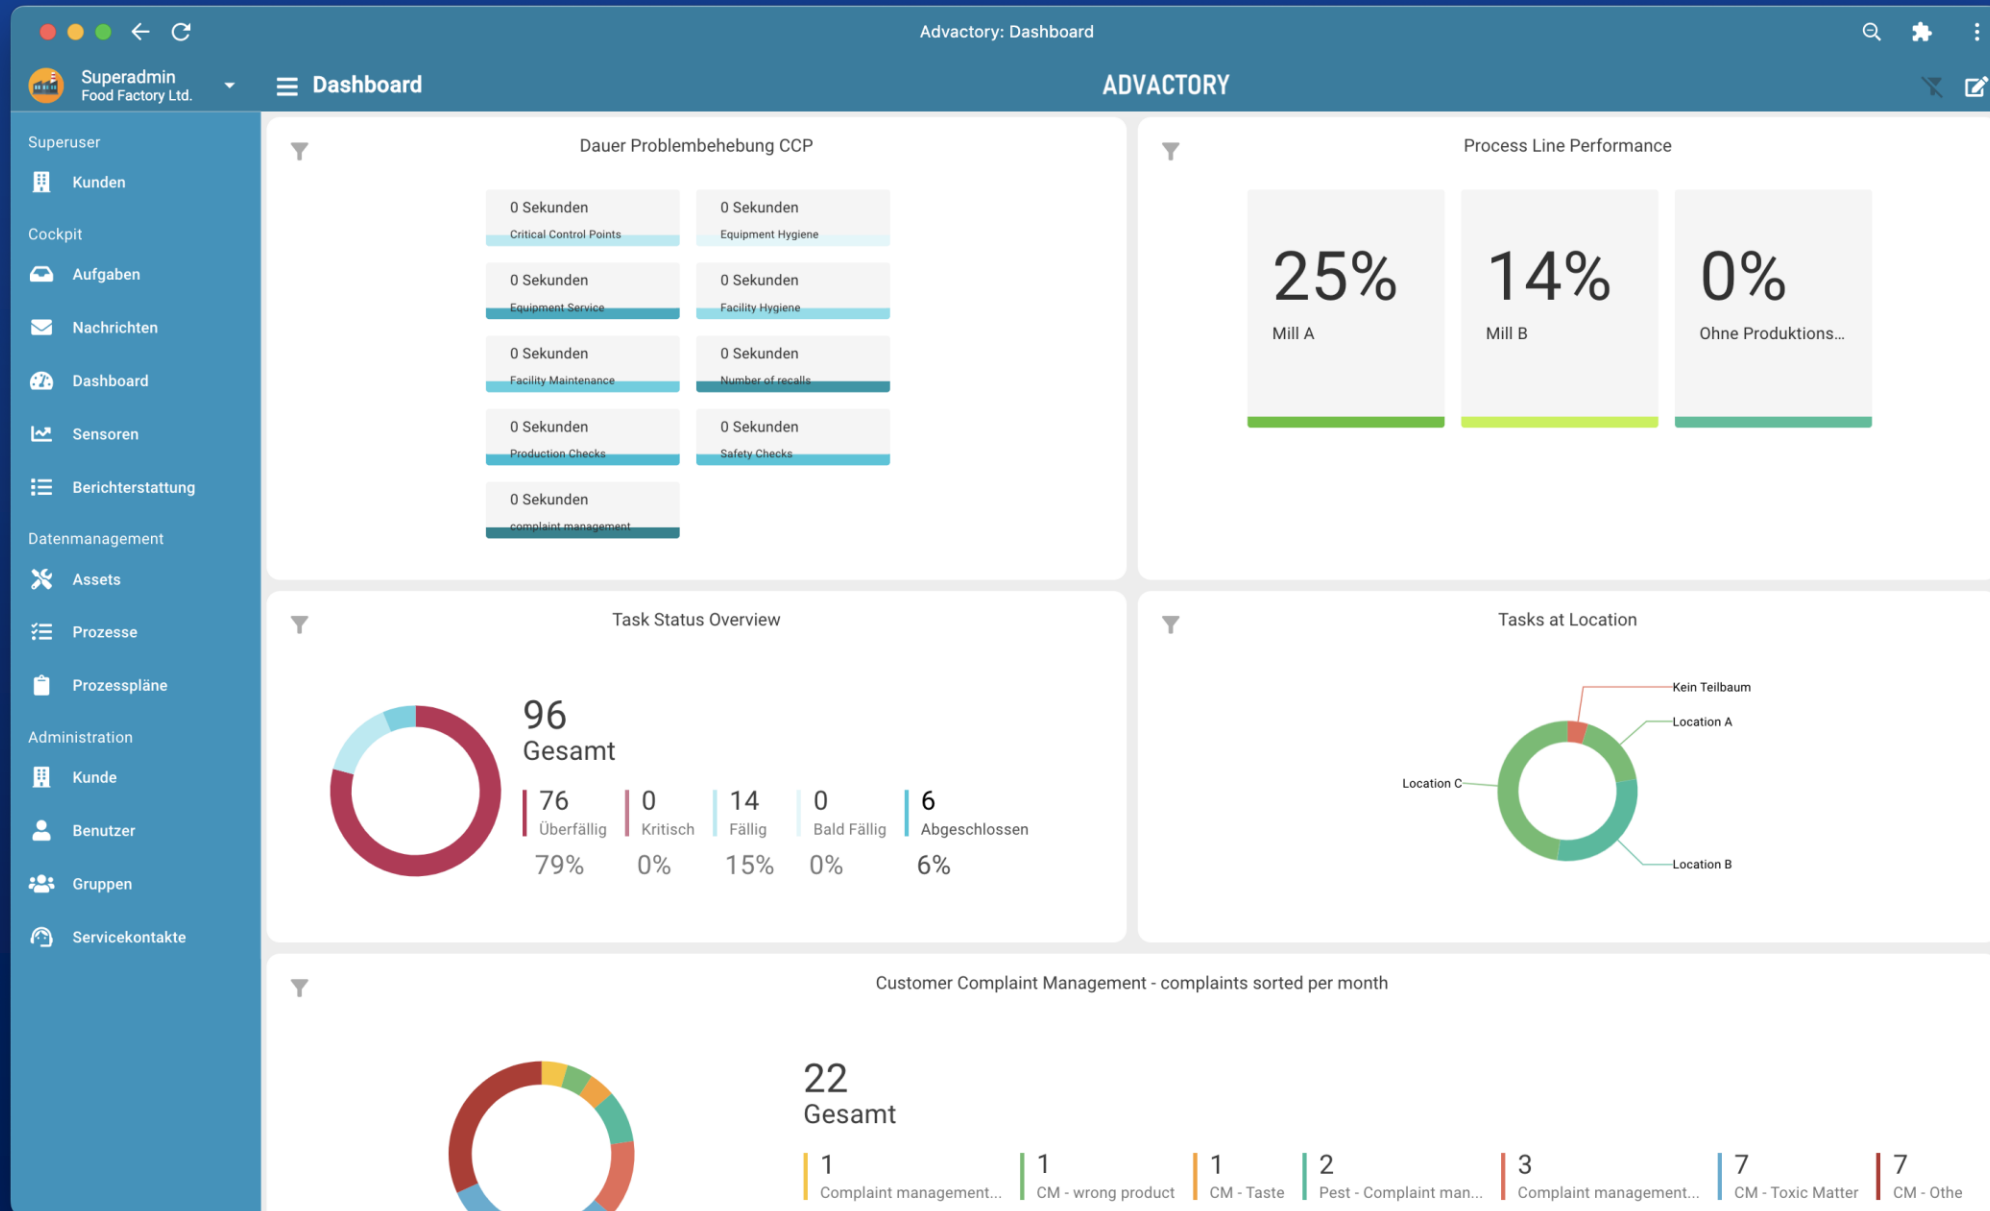 Advactory: Dashboard
Superadmin
Food Factory Ltd.
Dashboard
ADVACTORY
Superuser
Kunden
Cockpit
Aufgaben
Nachrichten
Dashboard
Sensoren
Berichterstattung
Datenmanagement
Assets
Prozesse
Prozesspläne
Administration
Kunde
Benutzer
Gruppen
Servicekontakte
Dauer Problembehebung CCP
0 Sekunden
Critical Control Points
0 Sekunden
Equipment Hygiene
0 Sekunden
Equipment Service
0 Sekunden
Facility Hygiene
0 Sekunden
Facility Maintenance
0 Sekunden
Number of recalls
0 Sekunden
Production Checks
0 Sekunden
Safety Checks
0 Sekunden
complaint management
Process Line Performance
25%
Mill A
14%
Mill B
0%
Ohne Produktions...
Task Status Overview
96
Gesamt
76
Überfällig
79%
0
Kritisch
0%
14
Fällig
15%
0
Bald Fällig
0%
6
Abgeschlossen
6%
Tasks at Location
Kein Teilbaum
Location A
Location C
Location B
Customer Complaint Management - complaints sorted per month
22
Gesamt
1
Complaint management...
1
CM - wrong product
1
CM - Taste
2
Pest - Complaint man...
3
Complaint management...
7
CM - Toxic Matter
7
CM - Othe